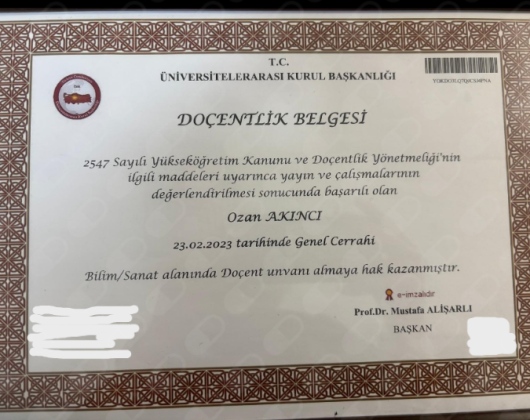 T.C.
ÜNİVERSİTELERARASI KURUL BAŞKANLIĞI
DOÇENTLİK BELGESİ
2547 Sayılı Yükseköğretim Kanunu ve Doçentlik Yönetmeliği'nin
ilgili maddeleri uyarınca yayın ve çalışmalarının
değerlendirilmesi sonucunda başarılı olan
Ozan AKINCI
23.02.2023 tarihinde Genel Cerrahi
Bilim/Sanat alanında Doçent unvanı almaya hak kazanmıştır.
e-imzalıdır
Prof.Dr. Mustafa ALİŞARLI
BAŞKAN